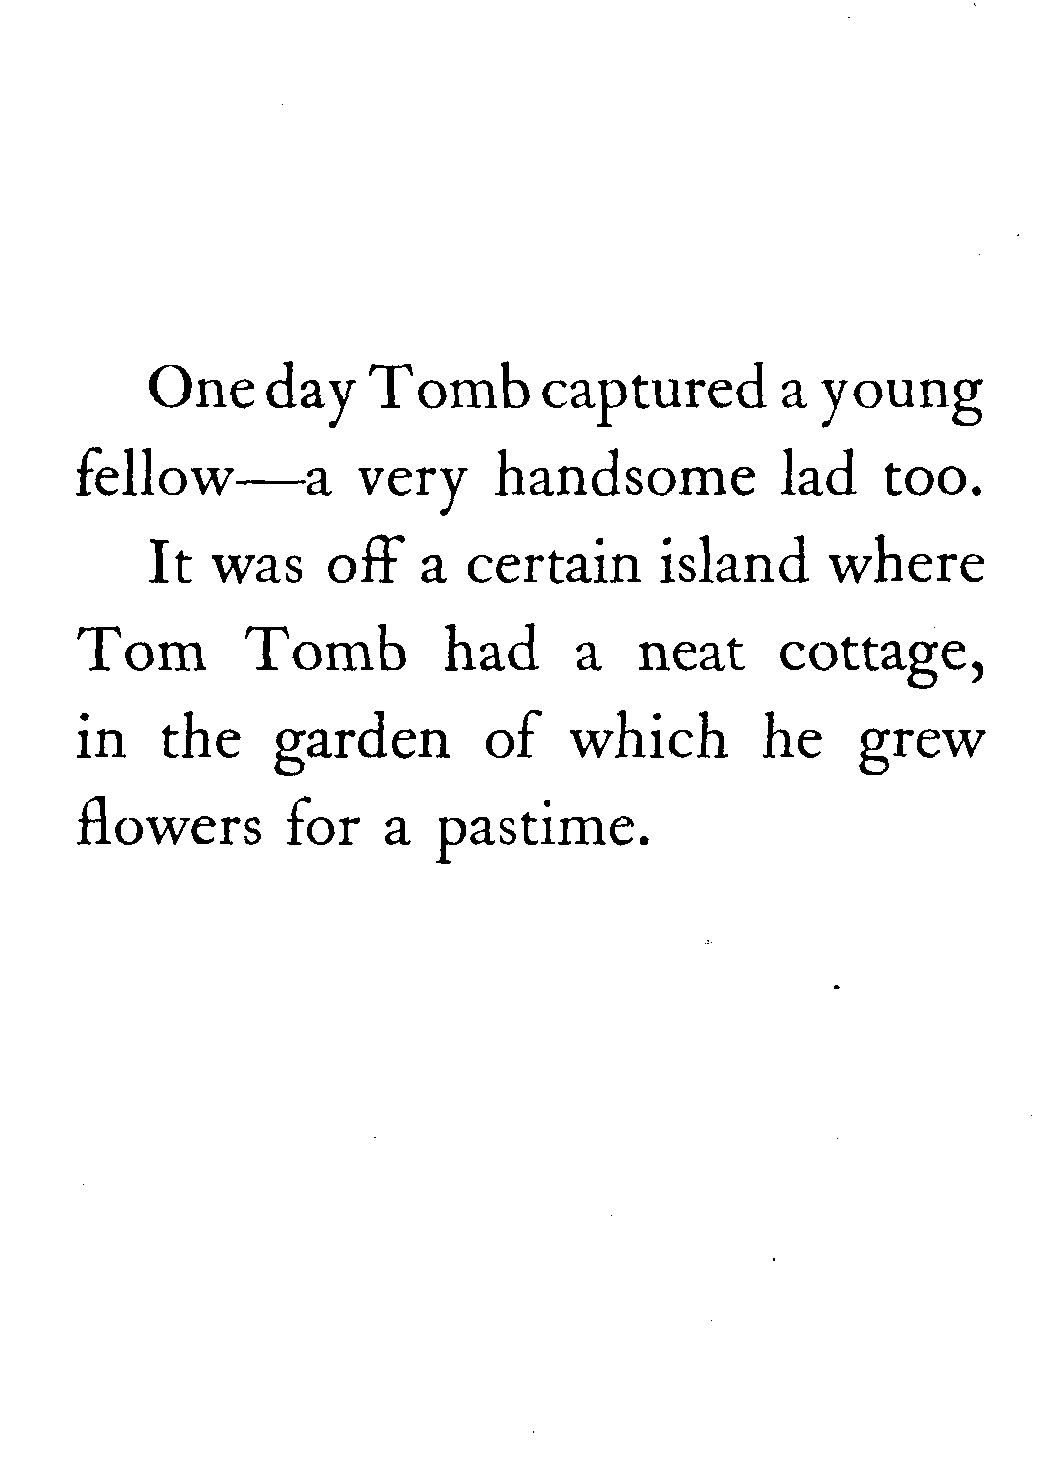 One day Tomb captured a young
fellow—a very handsome lad too.
It was off a certain island where
Tom Tomb had a neat cottage,
in the garden of which he grew
flowers for a pastime.